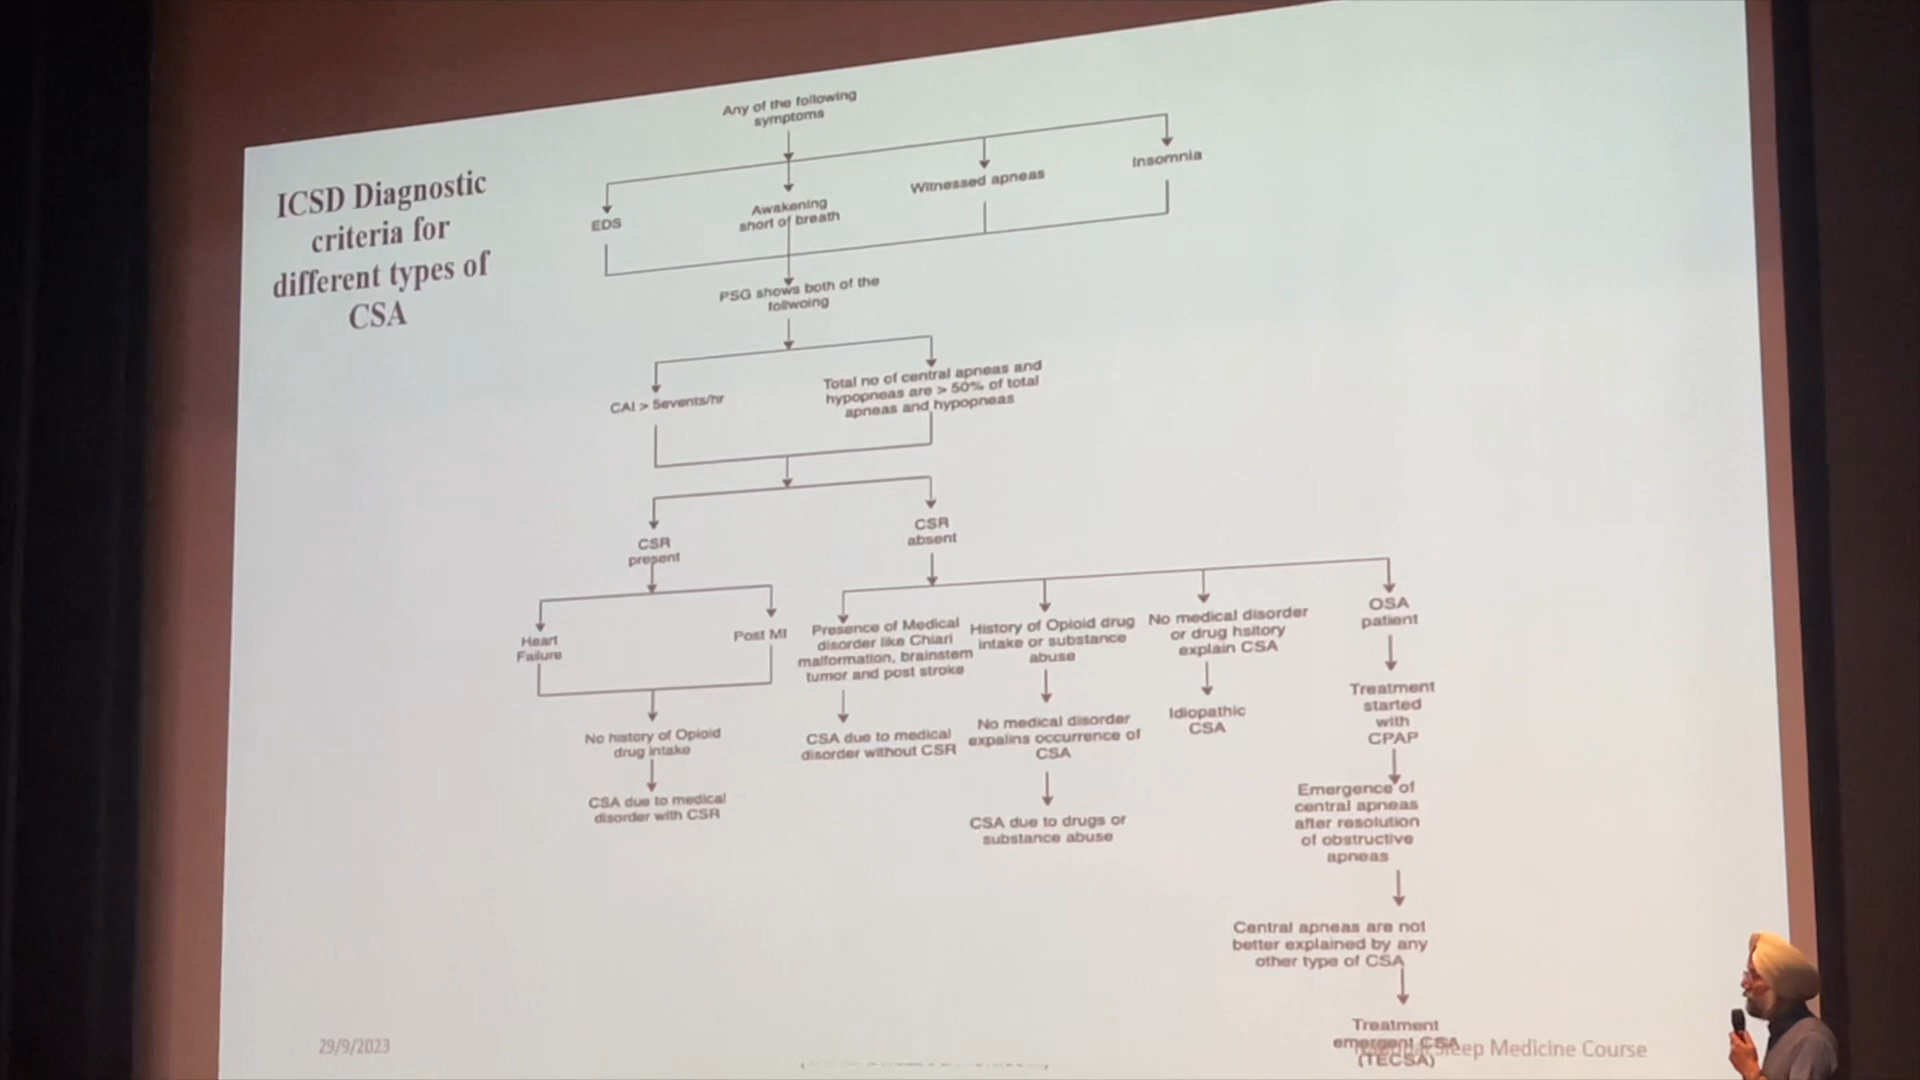 ICSD Diagnostic
criteria for
different types of
CSA
Any of the following
symptoms
EDS
Awakening
short of breath
Witnessed apneas
Insomnia
PSG shows both of the
follwoing
CAI > 5events/hr
Total no of central apneas and
hypopneas are > 50% of total
apneas and hypopneas
CSR
present
CSR
absent
Heart
Failure
Post MI
No history of Opioid
drug intake
CSA due to medical
disorder with CSR
Presence of Medical
disorder like Chiari
malformation, brainstem
tumor and post stroke
CSA due to medical
disorder without CSR
History of Opioid drug
intake or substance
abuse
No medical disorder
expalins occurrence of
CSA
CSA due to drugs or
substance abuse
No medical disorder
or drug hsitory
explain CSA
Idiopathic
CSA
OSA
patient
Treatment
started
with
CPAP
Emergence of
central apneas
after resolution
of obstructive
apneas
Central apneas are not
better explained by any
other type of CSA
Treatment
emergent CSA
(TECSA)
29/9/2023
Sleep Medicine Course